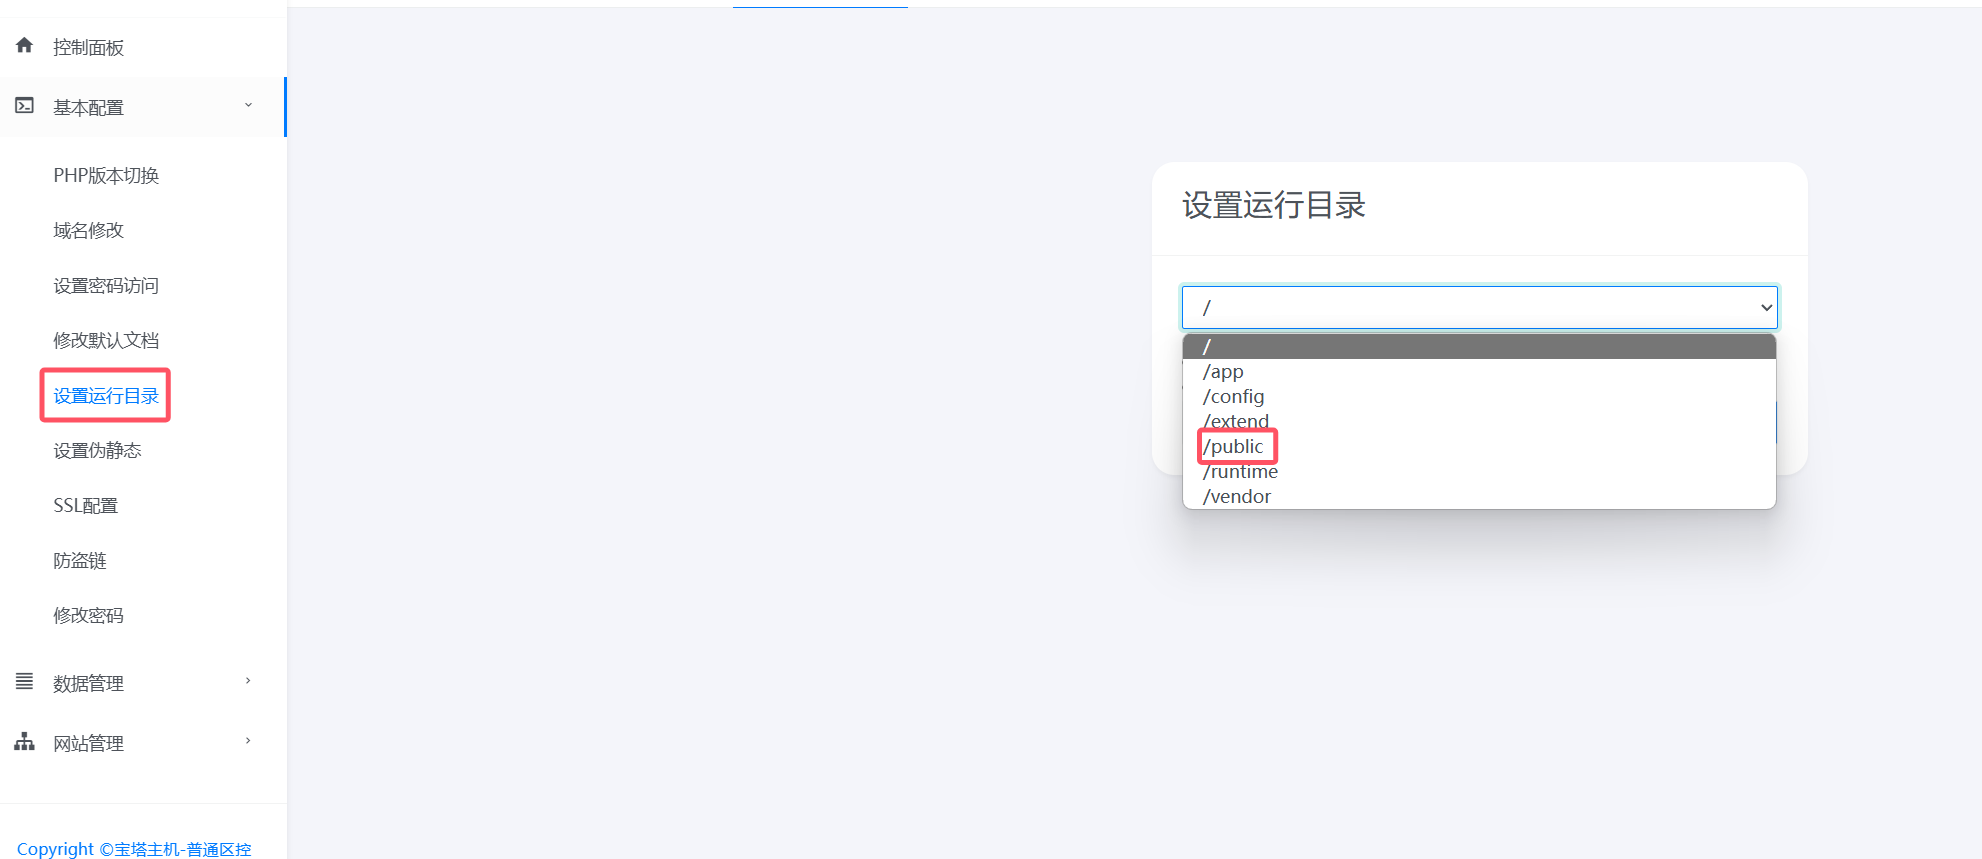 控制面板
基本配置
PHP版本切换
域名修改
设置密码访问
修改默认文档
设置运行目录
设置伪静态
SSL配置
防盗链
修改密码
数据管理
网站管理
Copyright ©宝塔主机-普通区控
设置运行目录
/
/
/app
/config
/extend
/public
/runtime
/vendor